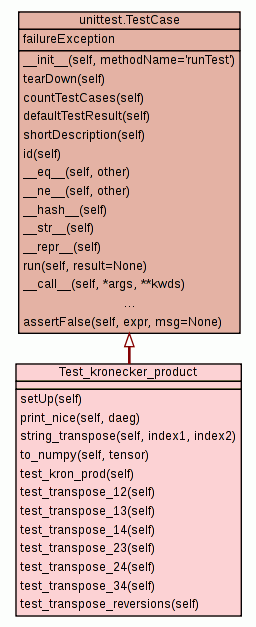 unittest.TestCase
failureException
__init__(self, methodName='runTest')
tearDown(self)
countTestCases(self)
defaultTestResult(self)
shortDescription(self)
id(self)
__eq__(self, other)
__ne__(self, other)
__hash__(self)
__str__(self)
__repr__(self)
run(self, result=None)
__call__(self, *args, **kwds)
...
assertFalse(self, expr, msg=None)
Test_kronecker_product
setUp(self)
print_nice(self, daeg)
string_transpose(self, index1, index2)
to_numpy(self, tensor)
test_kron_prod(self)
test_transpose_12(self)
test_transpose_13(self)
test_transpose_14(self)
test_transpose_23(self)
test_transpose_24(self)
test_transpose_34(self)
test_transpose_reversions(self)